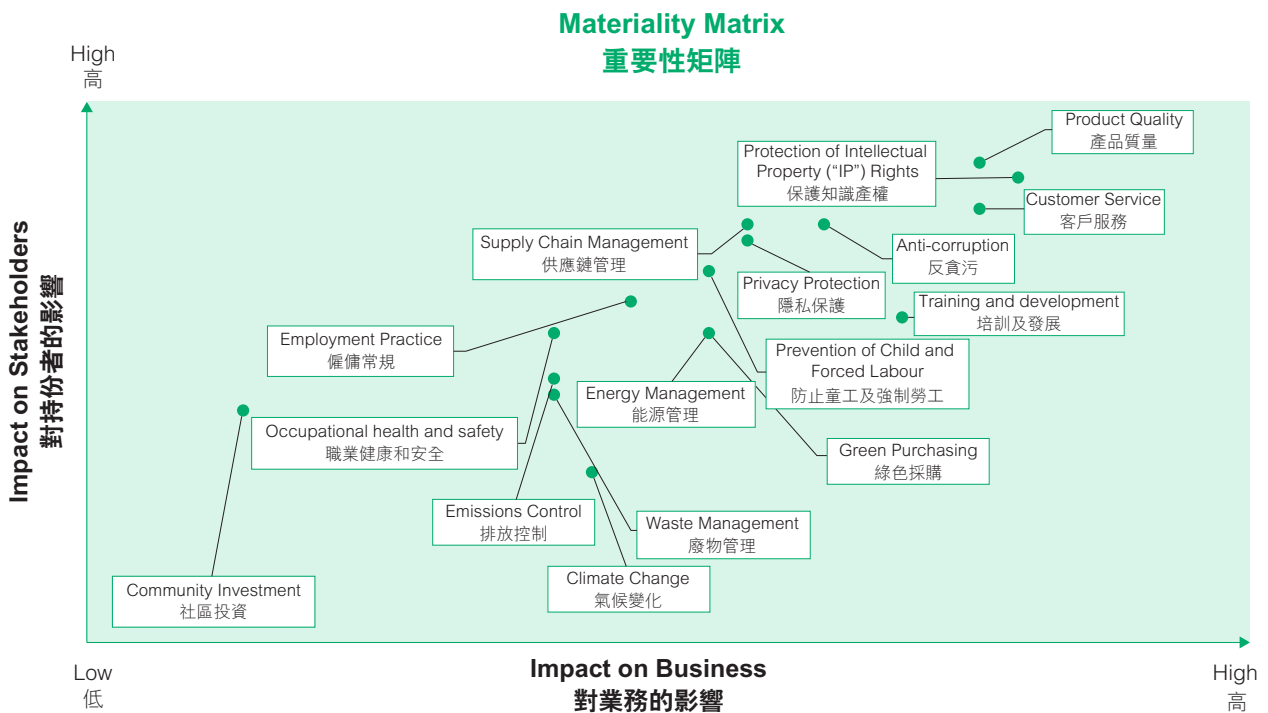 Materiality Matrix
重要性矩陣
High
高
Product Quality
產品質量
Protection of Intellectual
Property (“IP”) Rights
保護知識產權
Customer Service
客戶服務
Supply Chain Management
供應鏈管理
Anti-corruption
反貪污
Privacy Protection
隱私保護
Training and development
培訓及發展
Employment Practice
僱傭常規
Prevention of Child and
Forced Labour
防止童工及強制勞工
Energy Management
能源管理
Occupational health and safety
職業健康和安全
Green Purchasing
綠色採購
Emissions Control
排放控制
Waste Management
廢物管理
Climate Change
氣候變化
Community Investment
社區投資
Impact on Stakeholders
對持份者的影響
Low
低
Impact on Business
對業務的影響
High
高